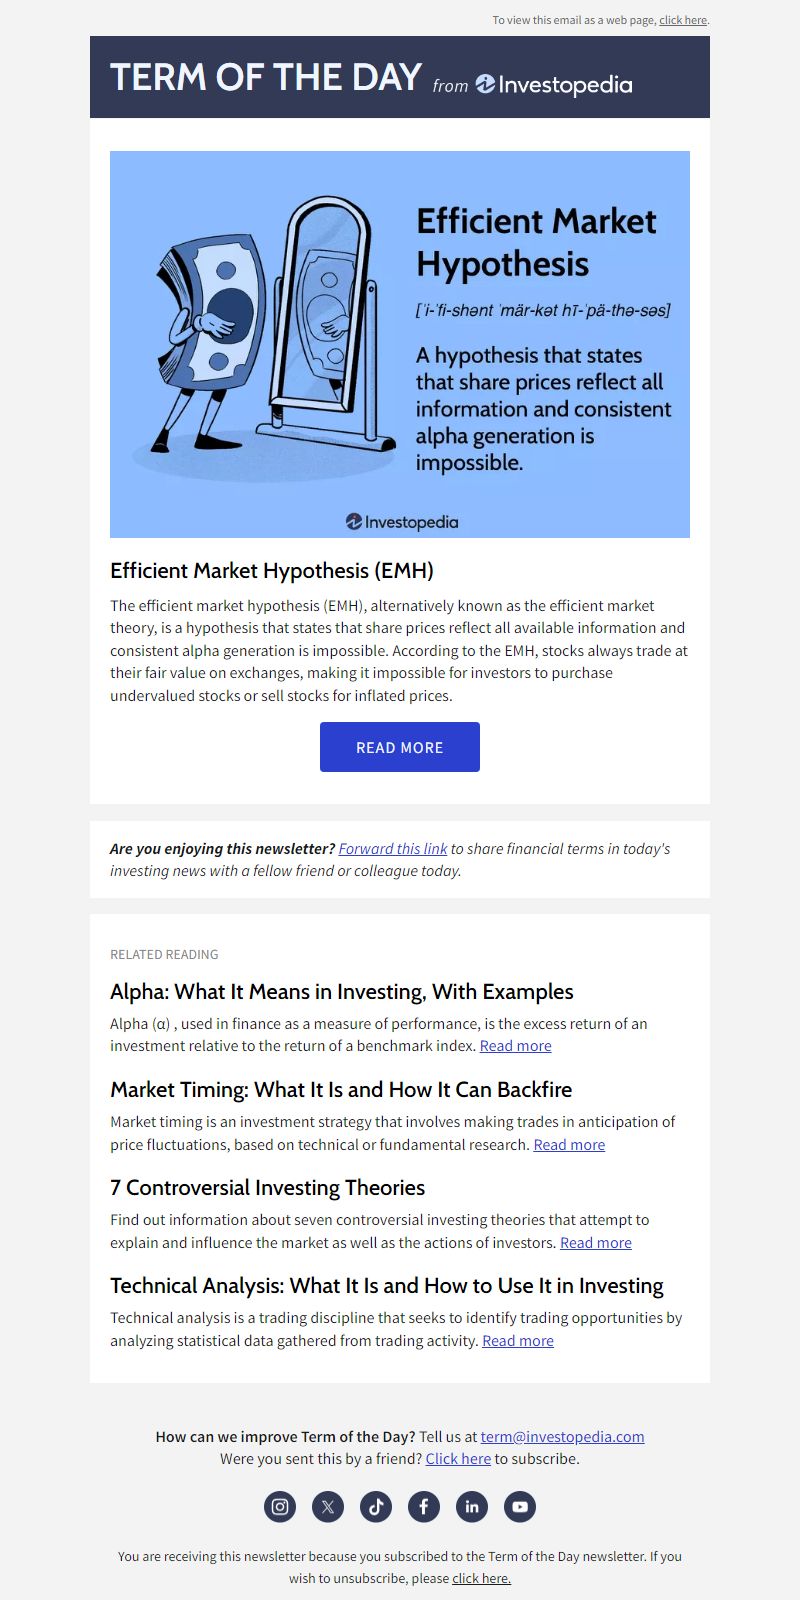 To view this email as a web page, click here.
TERM OF THE DAY from Investopedia
Efficient Market
Hypothesis
[ˈi-ˈfi-shənt ˈmär-kət hī-ˈpä-thə-səs]
A hypothesis that states
that share prices reflect all
information and consistent
alpha generation is
impossible.
Investopedia
Efficient Market Hypothesis (EMH)
The efficient market hypothesis (EMH), alternatively known as the efficient market
theory, is a hypothesis that states that share prices reflect all available information and
consistent alpha generation is impossible. According to the EMH, stocks always trade at
their fair value on exchanges, making it impossible for investors to purchase
undervalued stocks or sell stocks for inflated prices.
READ MORE
Are you enjoying this newsletter? Forward this link to share financial terms in today's
investing news with a fellow friend or colleague today.
RELATED READING
Alpha: What It Means in Investing, With Examples
Alpha (α) , used in finance as a measure of performance, is the excess return of an
investment relative to the return of a benchmark index. Read more
Market Timing: What It Is and How It Can Backfire
Market timing is an investment strategy that involves making trades in anticipation of
price fluctuations, based on technical or fundamental research. Read more
7 Controversial Investing Theories
Find out information about seven controversial investing theories that attempt to
explain and influence the market as well as the actions of investors. Read more
Technical Analysis: What It Is and How to Use It in Investing
Technical analysis is a trading discipline that seeks to identify trading opportunities by
analyzing statistical data gathered from trading activity. Read more
How can we improve Term of the Day? Tell us at term@investopedia.com
Were you sent this by a friend? Click here to subscribe.
You are receiving this newsletter because you subscribed to the Term of the Day newsletter. If you
wish to unsubscribe, please click here.